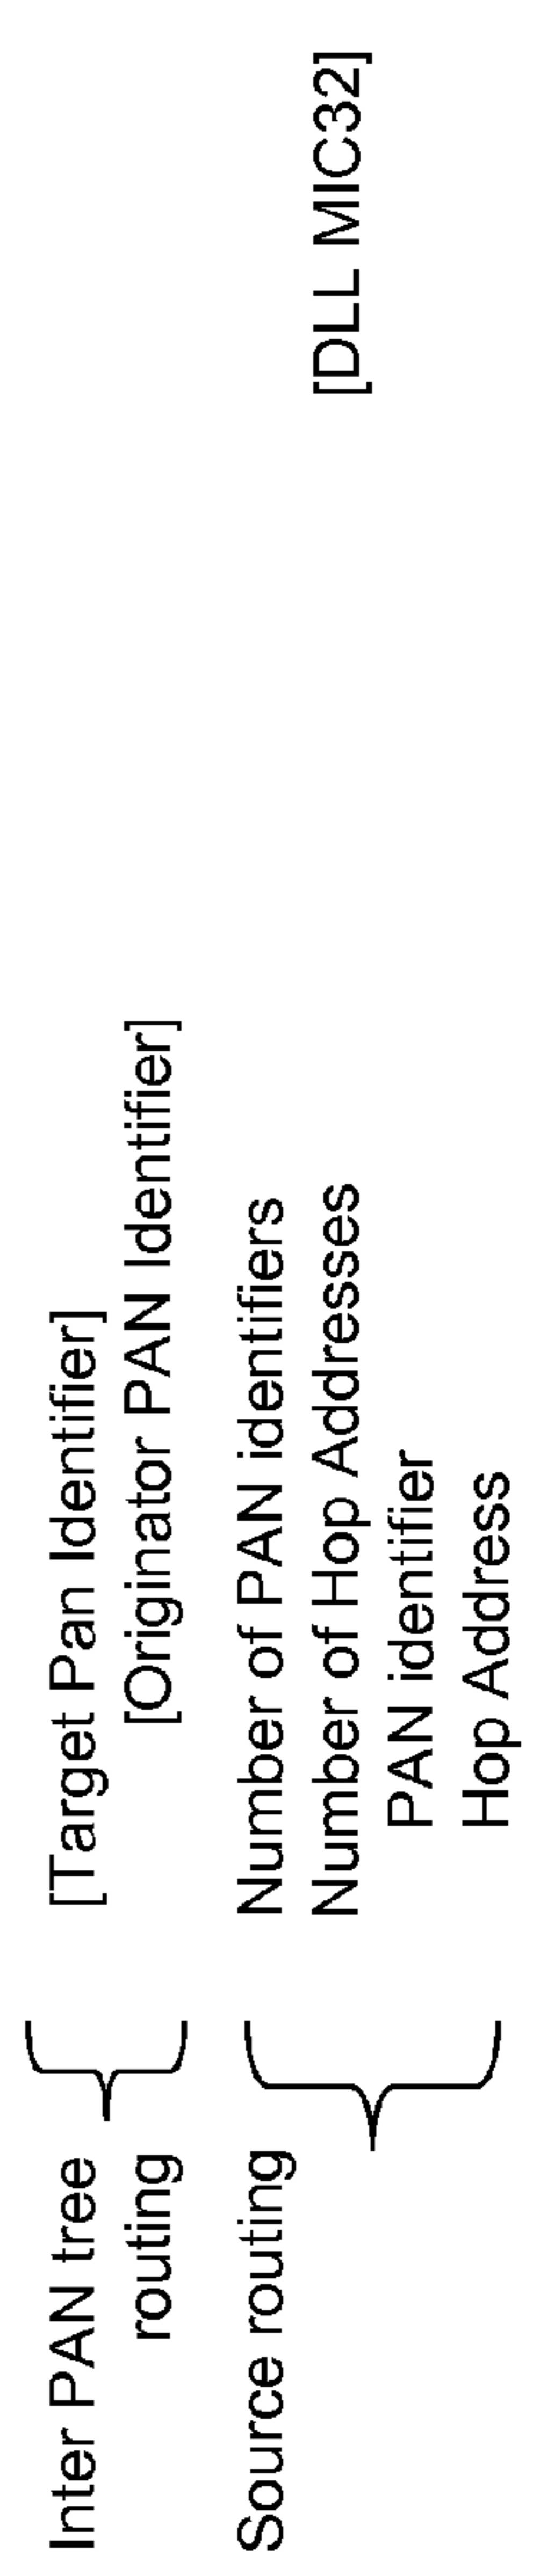 Inter PAN tree
routing
[Target Pan Identifier]
[Originator PAN Identifier]
Source routing
Number of PAN identifiers
Number of Hop Addresses
PAN identifier
Hop Address
[DLL MIC32]